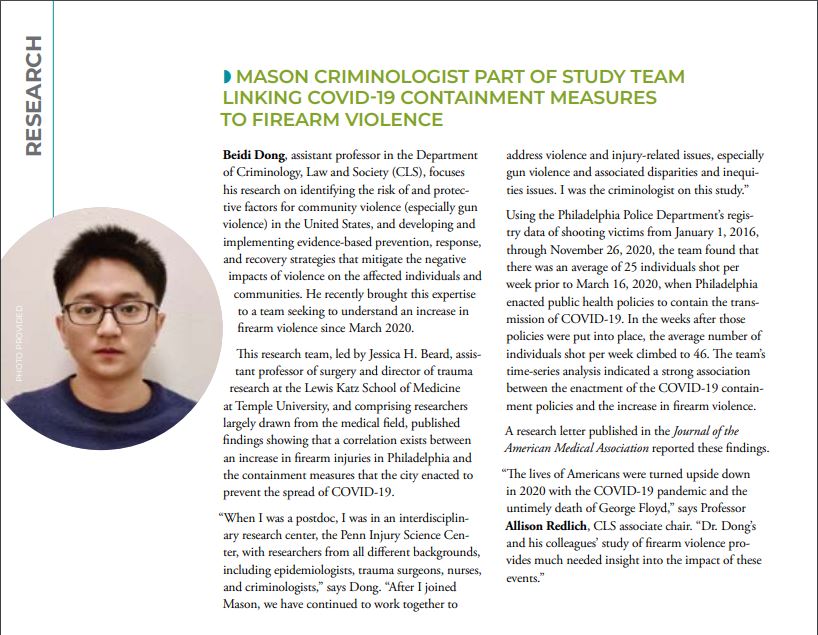 RESEARCH
MASON CRIMINOLOGIST PART OF STUDY TEAM
LINKING COVID-19 CONTAINMENT MEASURES
TO FIREARM VIOLENCE
Beidi Dong, assistant professor in the Department
of Criminology, Law and Society (CLS), focuses
his research on identifying the risk of and protec-
tive factors for community violence (especially gun
violence) in the United States, and developing and
implementing evidence-based prevention, response,
and recovery strategies that mitigate the negative
impacts of violence on the affected individuals and
communities. He recently brought this expertise
to a team seeking to understand an increase in
firearm violence since March 2020.
This research team, led by Jessica H. Beard, assis-
tant professor of surgery and director of trauma
research at the Lewis Katz School of Medicine
at Temple University, and comprising researchers
largely drawn from the medical field, published
findings showing that a correlation exists between
an increase in firearm injuries in Philadelphia and
the containment measures that the city enacted to
prevent the spread of COVID-19.
“When I was a postdoc, I was in an interdisciplin-
ary research center, the Penn Injury Science Cen-
ter, with researchers from all different backgrounds,
including epidemiologists, trauma surgeons, nurses,
and criminologists,” says Dong. “After I joined
Mason, we have continued to work together to
address violence and injury-related issues, especially
gun violence and associated disparities and inequi-
ties issues. I was the criminologist on this study.”
Using the Philadelphia Police Department’s regis-
try data of shooting victims from January 1, 2016,
through November 26, 2020, the team found that
there was an average of 25 individuals shot per
week prior to March 16, 2020, when Philadelphia
enacted public health policies to contain the trans-
mission of COVID-19. In the weeks after those
policies were put into place, the average number of
individuals shot per week climbed to 46. The team’s
time-series analysis indicated a strong association
between the enactment of the COVID-19 contain-
ment policies and the increase in firearm violence.
A research letter published in the Journal of the
American Medical Association reported these findings.
“The lives of Americans were turned upside down
in 2020 with the COVID-19 pandemic and the
untimely death of George Floyd,” says Professor
Allison Redlich, CLS associate chair. “Dr. Dong’s
and his colleagues’ study of firearm violence pro-
vides much needed insight into the impact of these
events.”
PHOTO PROVIDED